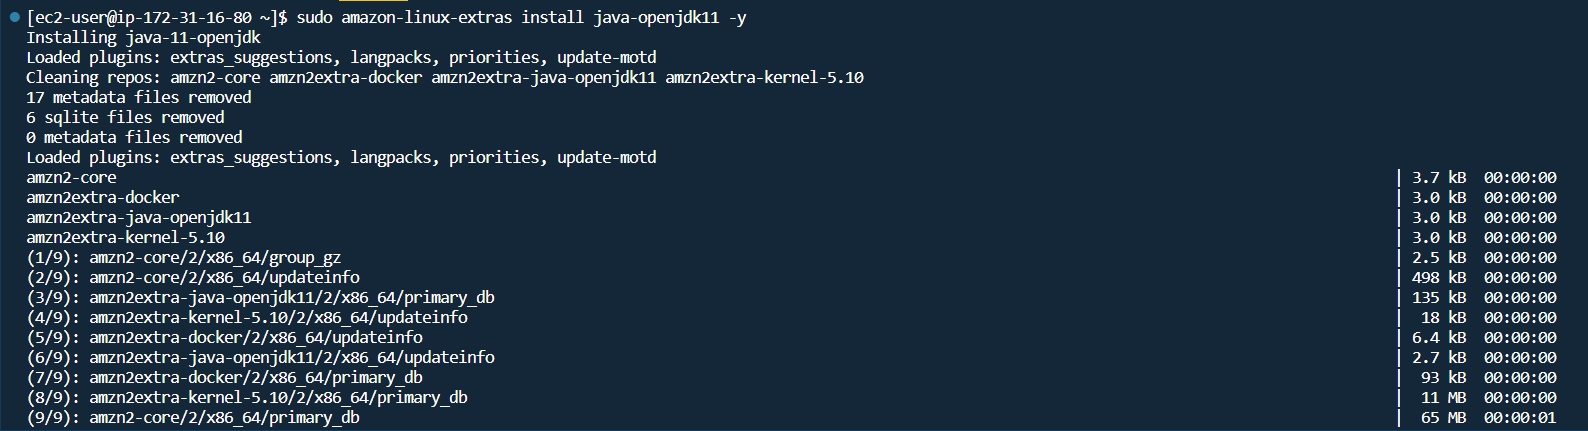 [ec2-user@ip-172-31-16-80 ~]$ sudo amazon-linux-extras install java-openjdk11 -y
Installing java-11-openjdk
Loaded plugins: extras_suggestions, langpacks, priorities, update-motd
Cleaning repos: amzn2-core amzn2extra-docker amzn2extra-java-openjdk11 amzn2extra-kernel-5.10
17 metadata files removed
6 sqlite files removed
0 metadata files removed
Loaded plugins: extras_suggestions, langpacks, priorities, update-motd
amzn2-core | 3.7 kB 00:00:00
amzn2extra-docker | 3.0 kB 00:00:00
amzn2extra-java-openjdk11 | 3.0 kB 00:00:00
amzn2extra-kernel-5.10 | 3.0 kB 00:00:00
(1/9): amzn2-core/2/x86_64/group_gz | 2.5 kB 00:00:00
(2/9): amzn2-core/2/x86_64/updateinfo | 498 kB 00:00:00
(3/9): amzn2extra-java-openjdk11/2/x86_64/primary_db | 135 kB 00:00:00
(4/9): amzn2extra-kernel-5.10/2/x86_64/updateinfo | 18 kB 00:00:00
(5/9): amzn2extra-docker/2/x86_64/updateinfo | 6.4 kB 00:00:00
(6/9): amzn2extra-java-openjdk11/2/x86_64/updateinfo | 2.7 kB 00:00:00
(7/9): amzn2extra-docker/2/x86_64/primary_db | 93 kB 00:00:00
(8/9): amzn2extra-kernel-5.10/2/x86_64/primary_db | 11 MB 00:00:00
(9/9): amzn2-core/2/x86_64/primary_db | 65 MB 00:00:01